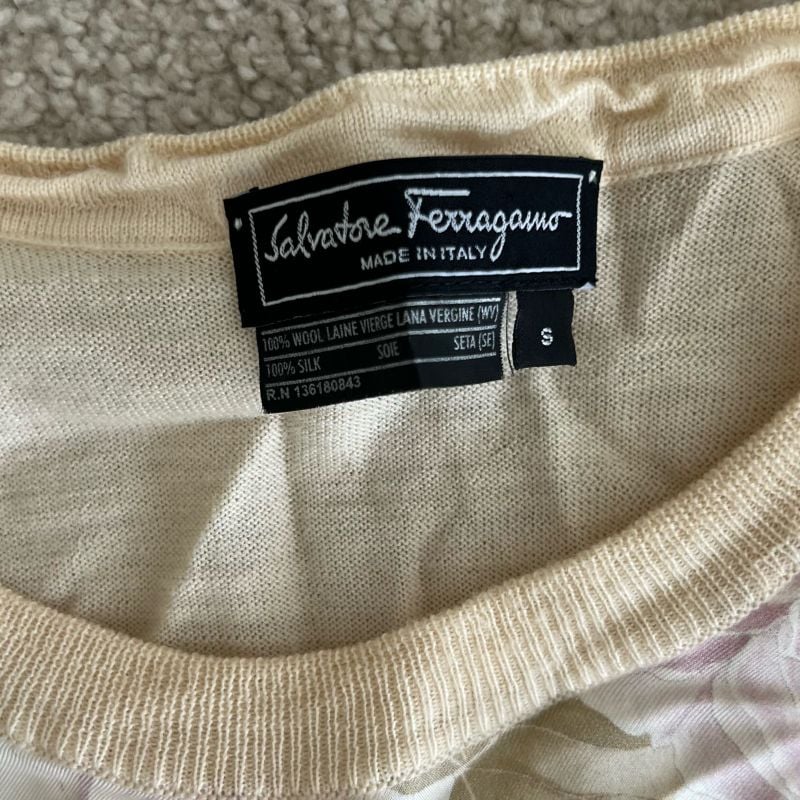 Salvatore Ferragamo
MADE IN ITALY
100% WOOL LAINE VIERGE LANA VERGINE (WV)
100% SILK SOIE SETA (SE)
R.N 136180843
S